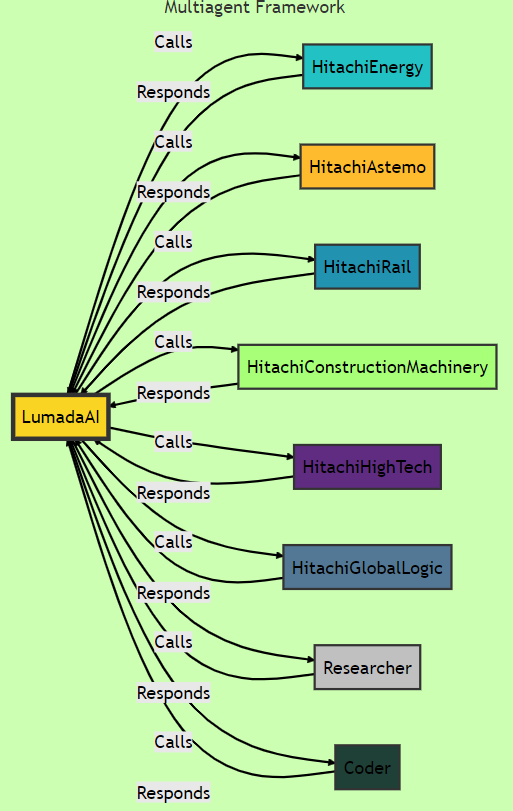 Multiagent Framework
Calls
HitachiEnergy
Responds
Calls
HitachiAstemo
Responds
Calls
HitachiRail
Responds
Calls
HitachiConstructionMachinery
Responds
LumadaAI
Calls
HitachiHighTech
Responds
Calls
HitachiGlobalLogic
Responds
Calls
Researcher
Responds
Calls
Coder
Responds